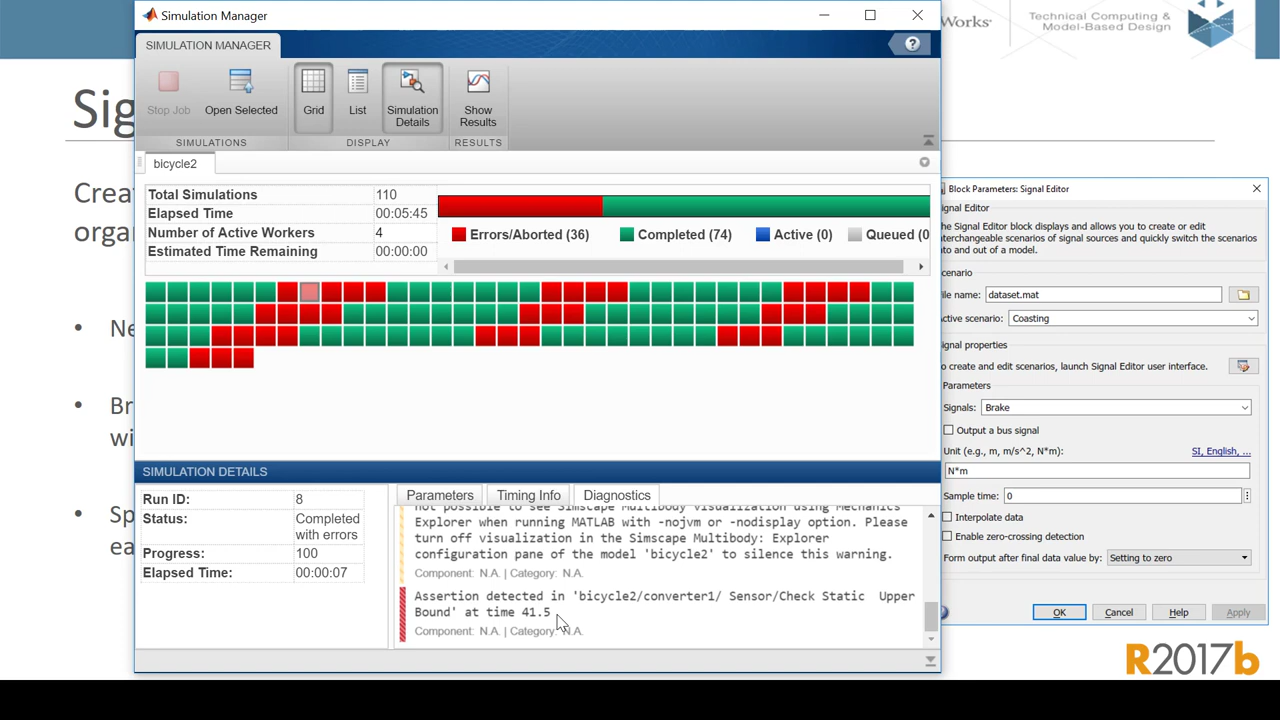 Simulation Manager
Works®
Technical Computing &
Model-Based Design
SIMULATION MANAGER
?
Stop Job
Open Selected
Grid
List
Simulation
Details
Show
Results
SIMULATIONS
DISPLAY
RESULTS
Sig
bicycle2
Crea
orga
Total Simulations 110
Elapsed Time 00:05:45
Number of Active Workers 4
Estimated Time Remaining 00:00:00
Errors/Aborted (36)
Completed (74)
Active (0)
Queued (0
Ne
Br
wi
Sp
ea
SIMULATION DETAILS
Run ID: 8
Status: Completed
with errors
Progress: 100
Elapsed Time: 00:00:07
Parameters
Timing Info
Diagnostics
not possible to see Simscape Multibody visualization using Mechanics
Explorer when running MATLAB with -nojvm or -nodisplay option. Please
turn off visualization in the Simscape Multibody: Explorer
configuration pane of the model 'bicycle2' to silence this warning.
Component: N.A. | Category: N.A.
Assertion detected in 'bicycle2/converter1/ Sensor/Check Static Upper
Bound' at time 41.5
Component: N.A. | Category: N.A.
Block Parameters: Signal Editor
ignal Editor
he Signal Editor block displays and allows you to create or edit
nterchangeable scenarios of signal sources and quickly switch the scenarios
nto and out of a model.
cenario
ile name: dataset.mat
ctive scenario: Coasting
ignal properties
o create and edit scenarios, launch Signal Editor user interface.
Parameters
Signals: Brake
Output a bus signal
Unit (e.g., m, m/s^2, N*m): SI, English, ...
N*m
Sample time: 0
Interpolate data
Enable zero-crossing detection
Form output after final data value by: Setting to zero
OK
Cancel
Help
Apply
R2017b